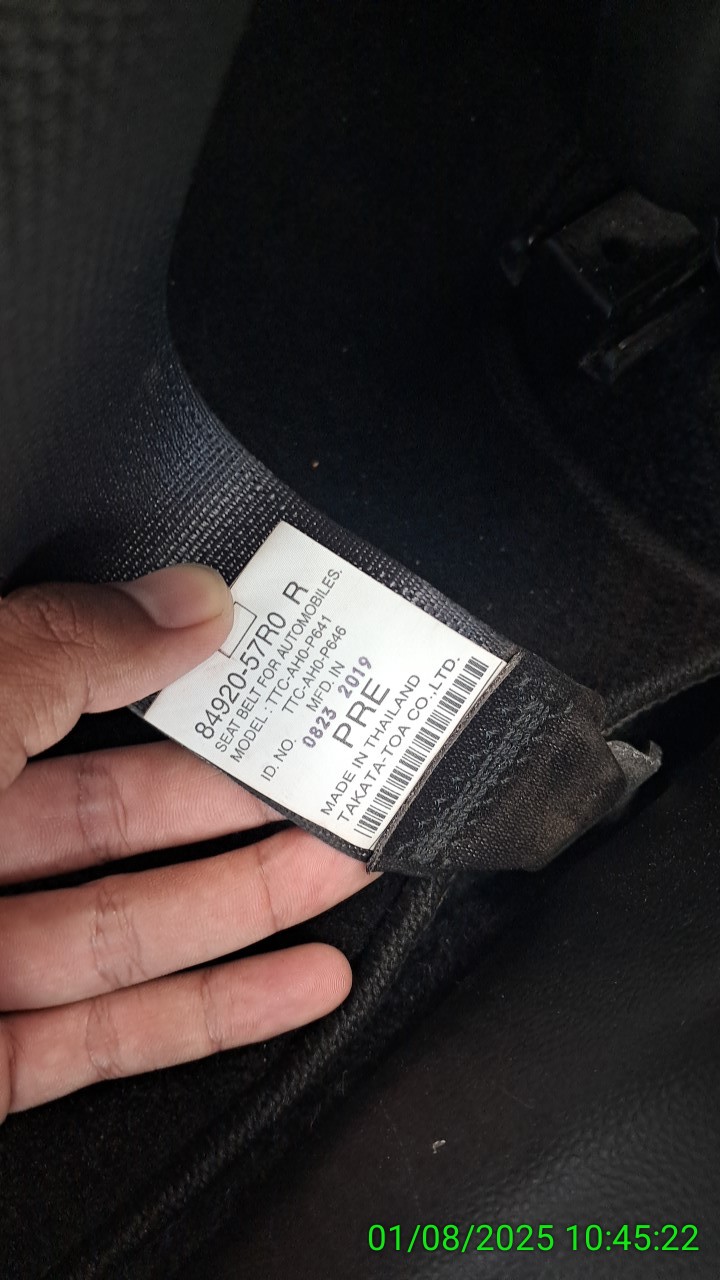 84920-57R0 R
SEAT BELT FOR AUTOMOBILES.
MODEL : TTC-AH0-P641
TTC-AH0-P646
ID. NO. MFD. IN
0823 2019
PRE
MADE IN THAILAND
TAKATA-TOA CO.,LTD.
01/08/2025 10:45:22